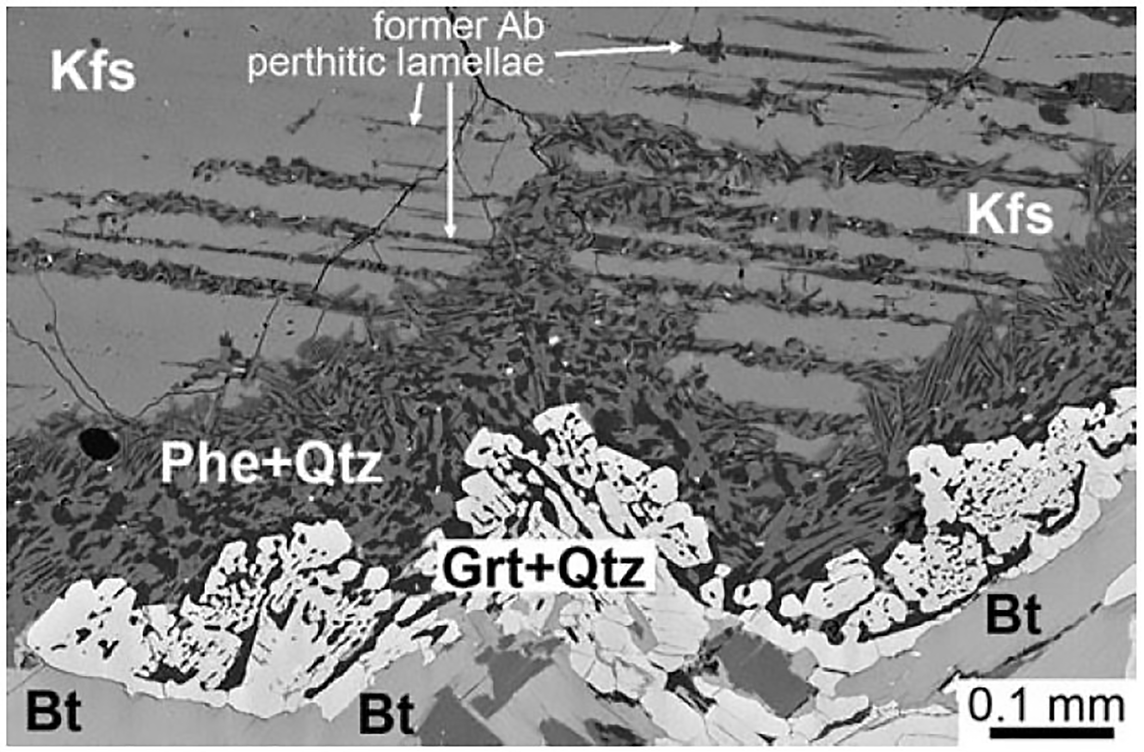 former Ab
perthitic lamellae
Kfs
Kfs
Phe+Qtz
Grt+Qtz
Bt
Bt
Bt
0.1 mm